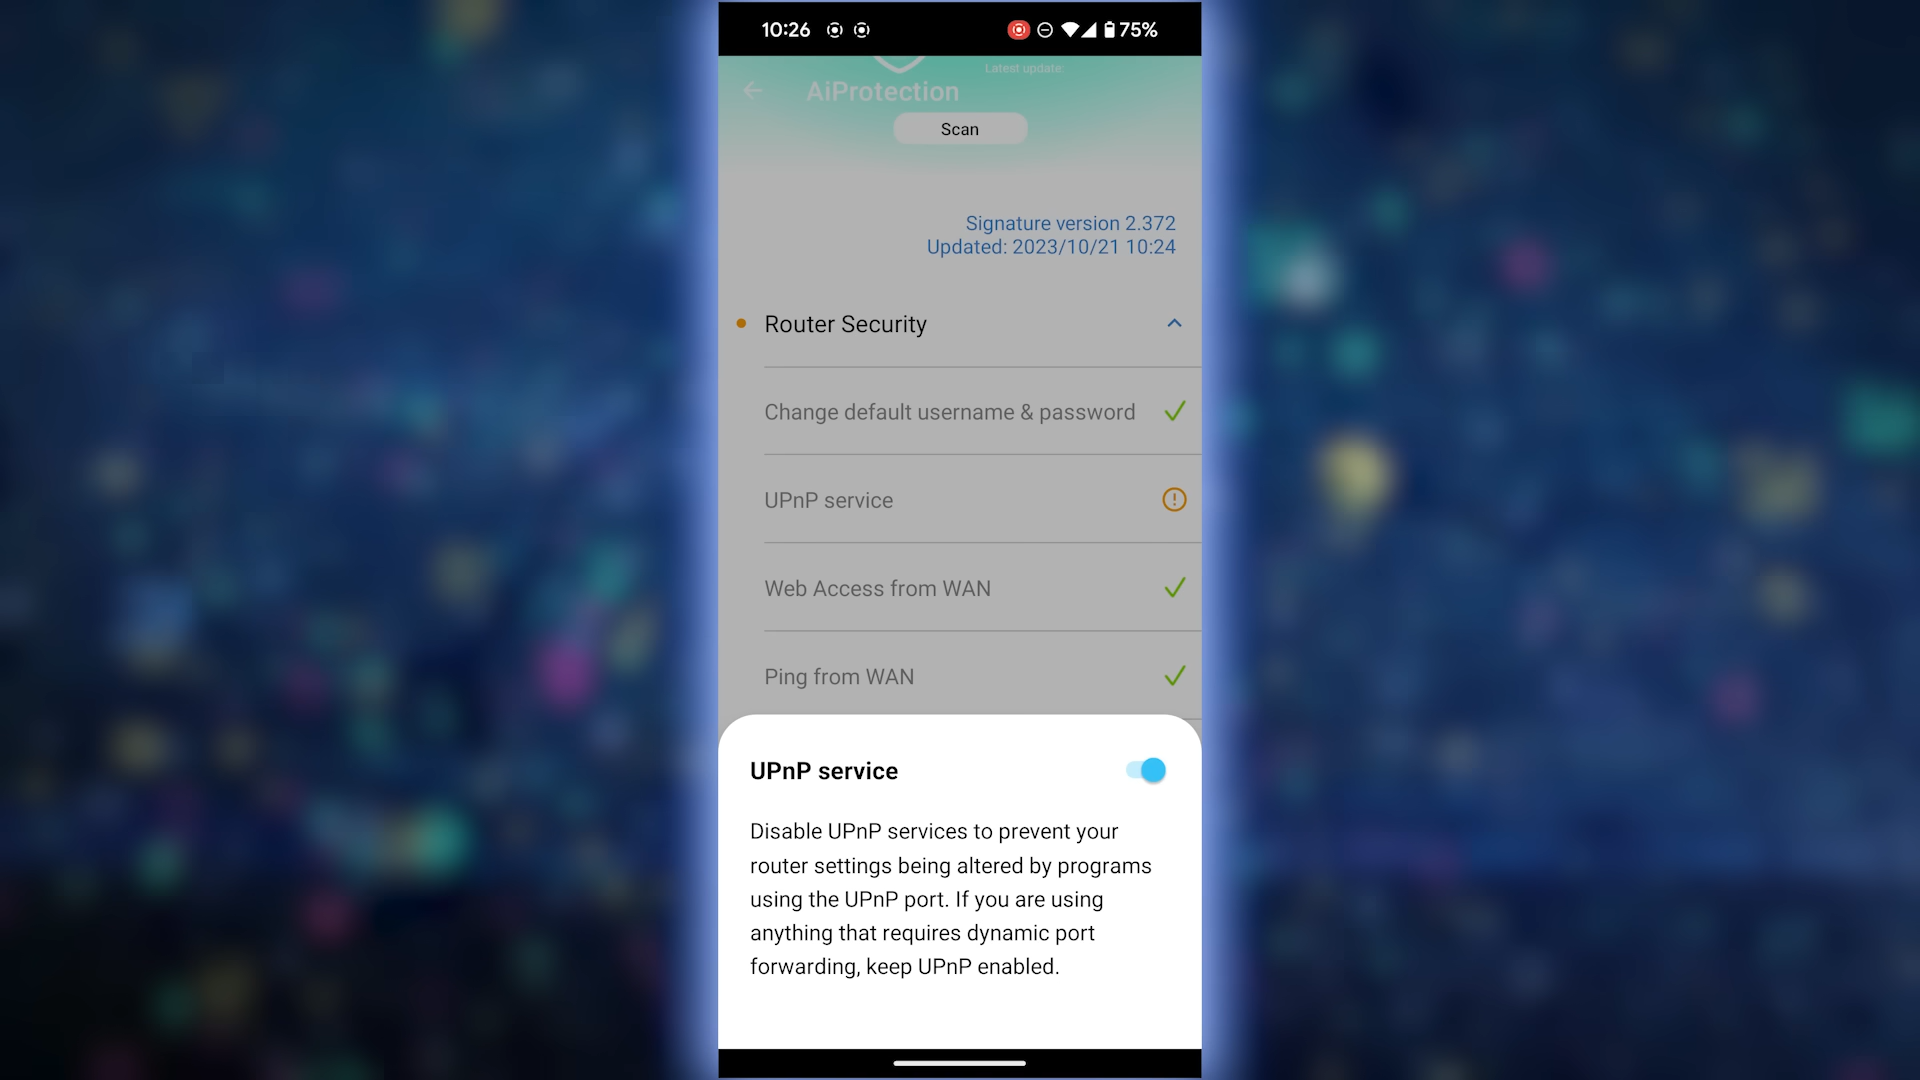 10:26
75%
Latest update:
AiProtection
Scan
Signature version 2.372
Updated: 2023/10/21 10:24
Router Security
Change default username & password
UPnP service
Web Access from WAN
Ping from WAN
UPnP service
Disable UPnP services to prevent your
router settings being altered by programs
using the UPnP port. If you are using
anything that requires dynamic port
forwarding, keep UPnP enabled.